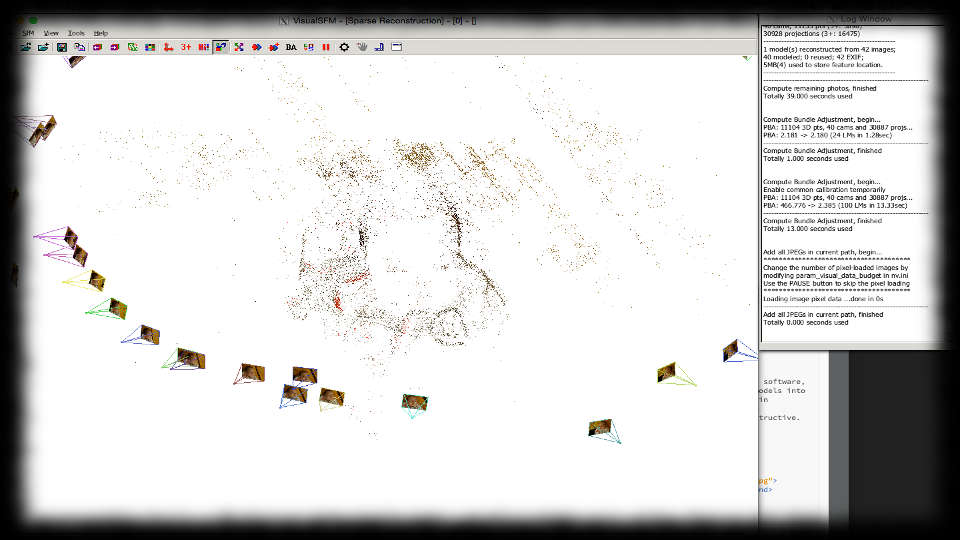 VisualSFM - [Sparse Reconstruction] - [0] - []
SfM View Tools Help
3+ BA
Log Window
30928 projections (3+: 16475)
1 model(s) reconstructed from 42 images;
40 modeled; 0 reused; 42 EXIF;
5MB(4) used to store feature location.
Compute remaining photos, finished
Totally 39.000 seconds used
Compute Bundle Adjustment, begin...
PBA: 11104 3D pts, 40 cams and 30887 projs...
PBA: 2.181 -> 2.180 (24 LMs in 1.28sec)
Compute Bundle Adjustment, finished
Totally 1.000 seconds used
Compute Bundle Adjustment, begin...
Enable common calibration temporarily
PBA: 11104 3D pts, 40 cams and 30887 projs...
PBA: 466.776 -> 2.385 (100 LMs in 13.33sec)
Compute Bundle Adjustment, finished
Totally 13.000 seconds used
Add all JPEGs in current path, begin...
Change the number of pixel-loaded images by
modifying param_visual_data_budget in nv.ini
Use the PAUSE button to skip the pixel loading
Loading image pixel data ...done in 0s
Add all JPEGs in current path, finished
Totally 0.000 seconds used
software,
odels into
in
structive.
pg">
nd>